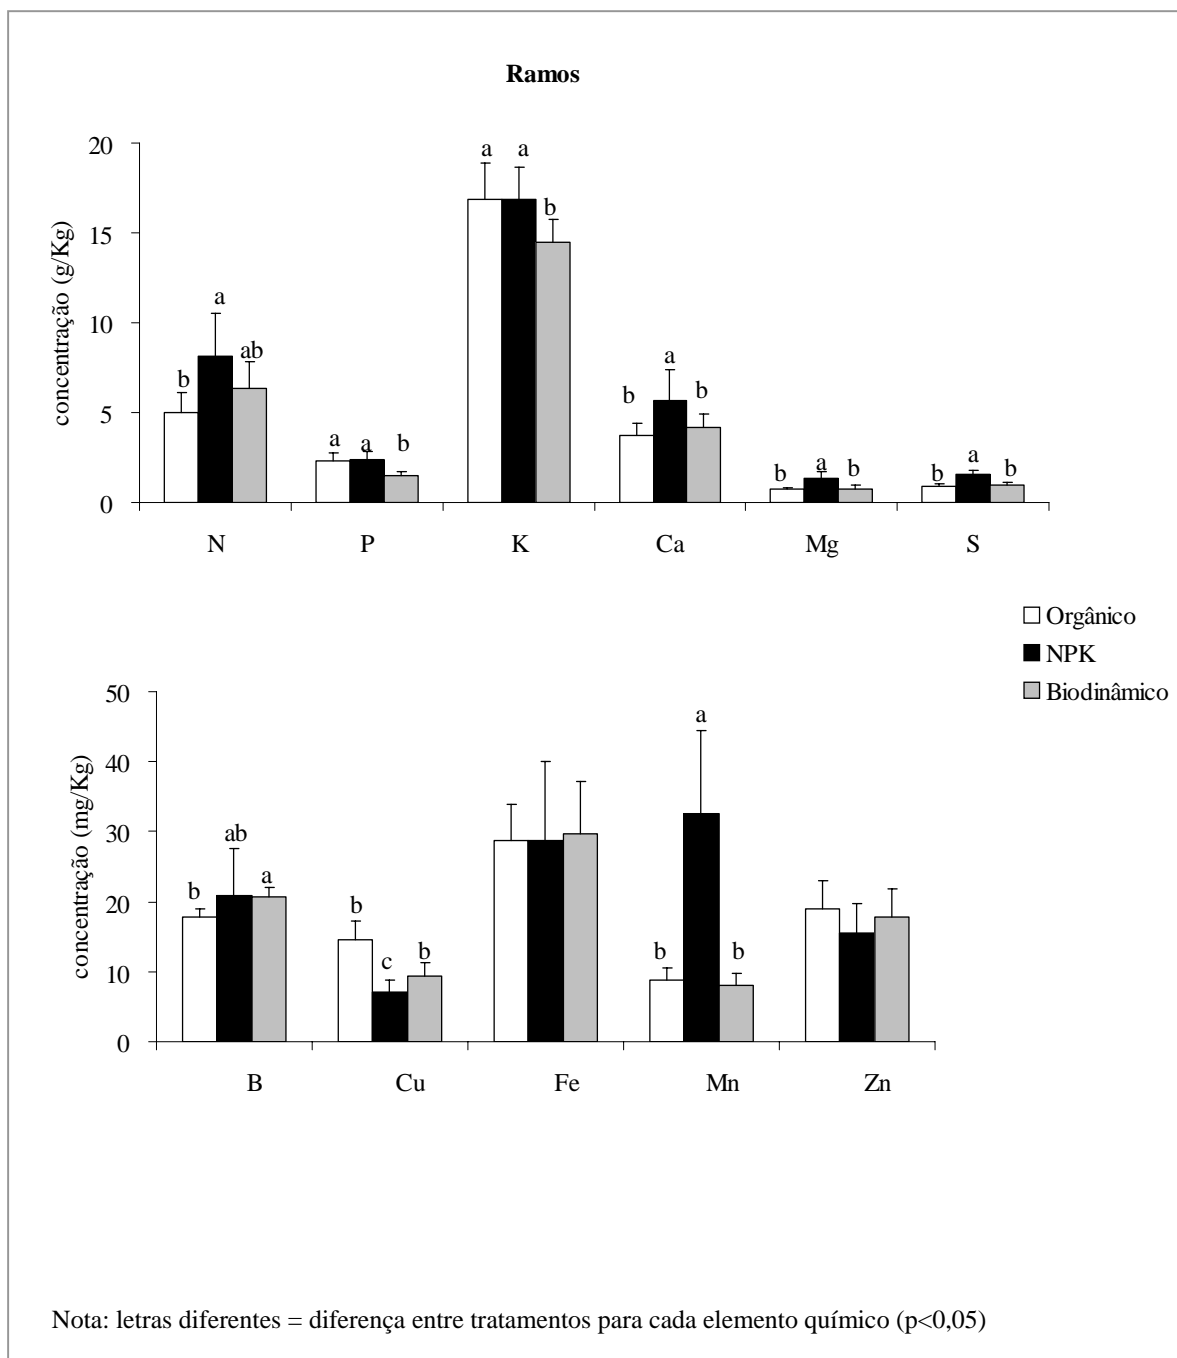 Ramos
20
15
10
5
0
concentração (g/Kg)
b a ab
a a b
a a b
b a b
b a b
b a b
N P K Ca Mg S
Orgânico
NPK
Biodinâmico
50
40
30
20
10
0
concentração (mg/Kg)
b ab a
b c b
b a b
B Cu Fe Mn Zn
Nota: letras diferentes = diferença entre tratamentos para cada elemento químico (p<0,05)